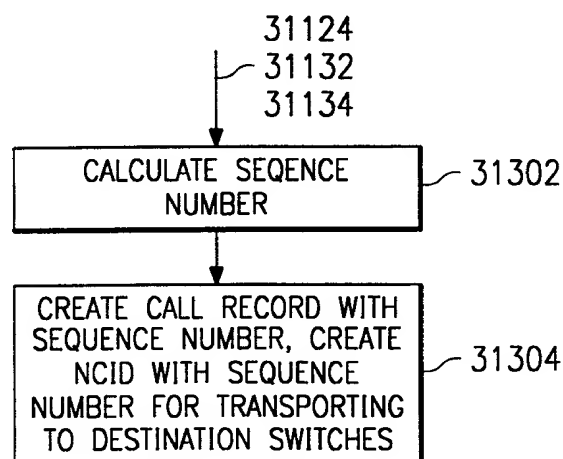 31124
31132
31134
CALCULATE SEQENCE
NUMBER
31302
CREATE CALL RECORD WITH
SEQUENCE NUMBER, CREATE
NCID WITH SEQUENCE
NUMBER FOR TRANSPORTING
TO DESTINATION SWITCHES
31304